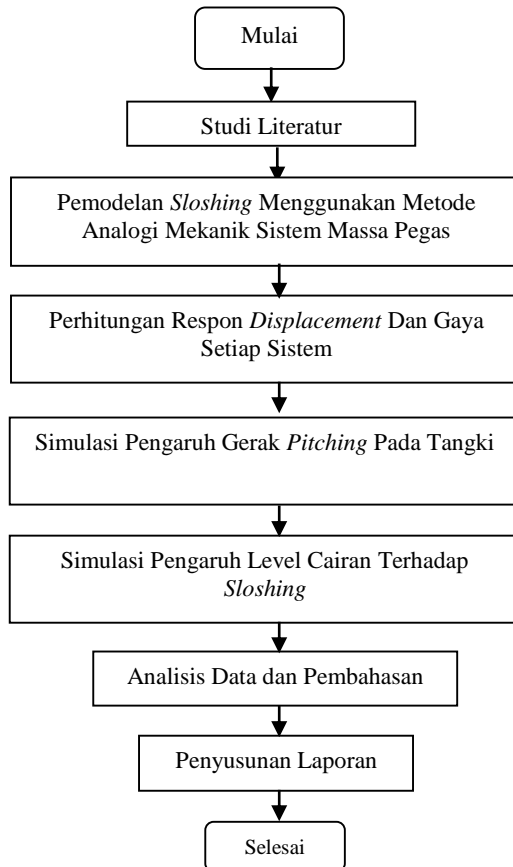 Mulai
Studi Literatur
Pemodelan Sloshing Menggunakan Metode
Analogi Mekanik Sistem Massa Pegas
Perhitungan Respon Displacement Dan Gaya
Setiap Sistem
Simulasi Pengaruh Gerak Pitching Pada Tangki
Simulasi Pengaruh Level Cairan Terhadap
Sloshing
Analisis Data dan Pembahasan
Penyusunan Laporan
Selesai